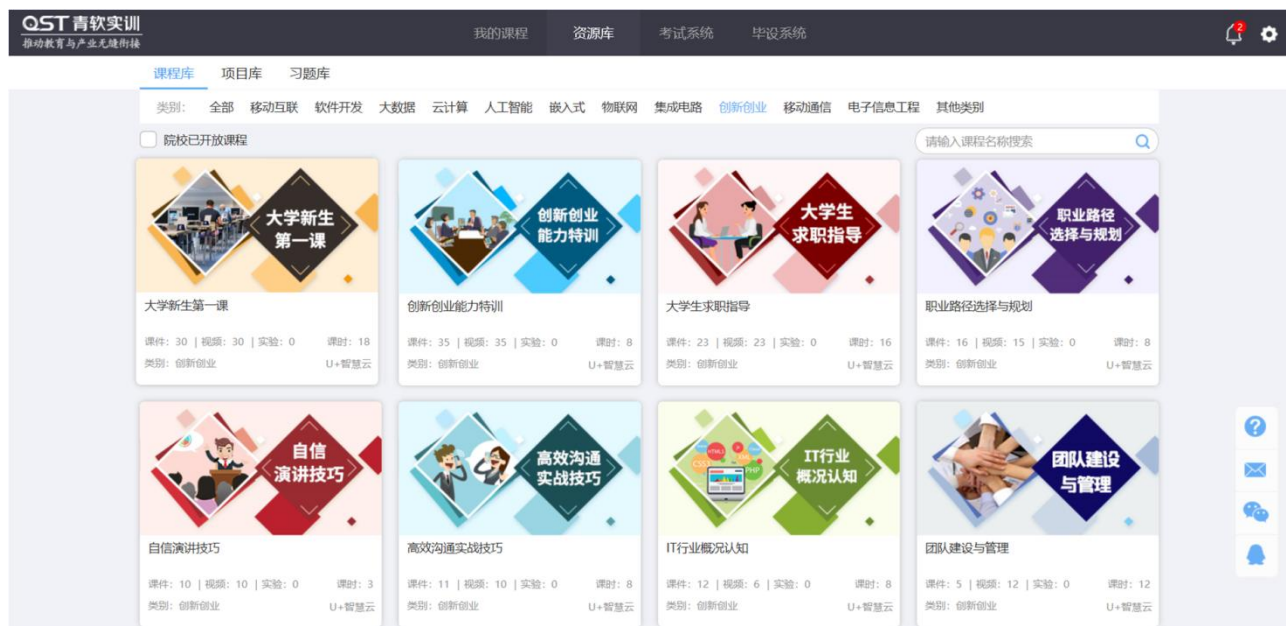 QST 青软实训
推动教育与产业无缝衔接
我的课程 资源库 考试系统 毕设系统
2
课程库 项目库 习题库
类别: 全部 移动互联 软件开发 大数据 云计算 人工智能 嵌入式 物联网 集成电路 创新创业 移动通信 电子信息工程 其他类别
院校已开放课程
请输入课程名称搜索
大学新生
第一课
创新创业
能力特训
大学生
求职指导
职业路径
选择与规划
大学新生第一课
创新创业能力特训
大学生求职指导
职业路径选择与规划
课件: 30 | 视频: 30 | 实验: 0 课时: 18
课件: 35 | 视频: 35 | 实验: 0 课时: 8
课件: 23 | 视频: 23 | 实验: 0 课时: 16
课件: 16 | 视频: 15 | 实验: 0 课时: 8
类别: 创新创业 U+智慧云
类别: 创新创业 U+智慧云
类别: 创新创业 U+智慧云
类别: 创新创业 U+智慧云
自信
演讲技巧
高效沟通
实战技巧
HTML5
CSS3
PHP
IT行业
概况认知
团队建设
与管理
自信演讲技巧
高效沟通实战技巧
IT行业概况认知
团队建设与管理
课件: 10 | 视频: 10 | 实验: 0 课时: 3
课件: 11 | 视频: 10 | 实验: 0 课时: 8
课件: 12 | 视频: 6 | 实验: 0 课时: 8
课件: 5 | 视频: 12 | 实验: 0 课时: 12
类别: 创新创业 U+智慧云
类别: 创新创业 U+智慧云
类别: 创新创业 U+智慧云
类别: 创新创业 U+智慧云